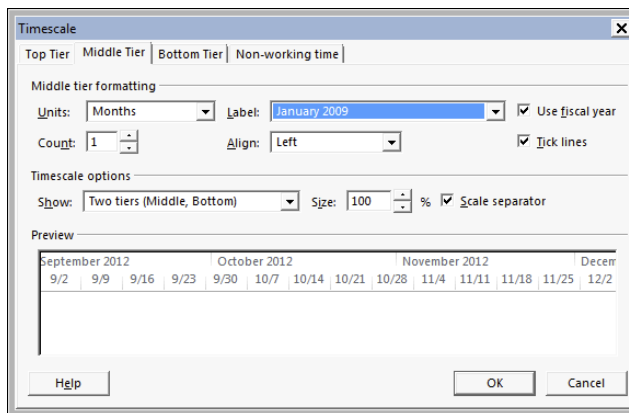 Timescale
Top Tier Middle Tier Bottom Tier Non-working time
Middle tier formatting
Units: Months Label: January 2009 Use fiscal year
Count: 1 Align: Left Tick lines
Timescale options
Show: Two tiers (Middle, Bottom) Size: 100 % Scale separator
Preview
September 2012 October 2012 November 2012 Decem
9/2 9/9 9/16 9/23 9/30 10/7 10/14 10/21 10/28 11/4 11/11 11/18 11/25 12/2
Help OK Cancel